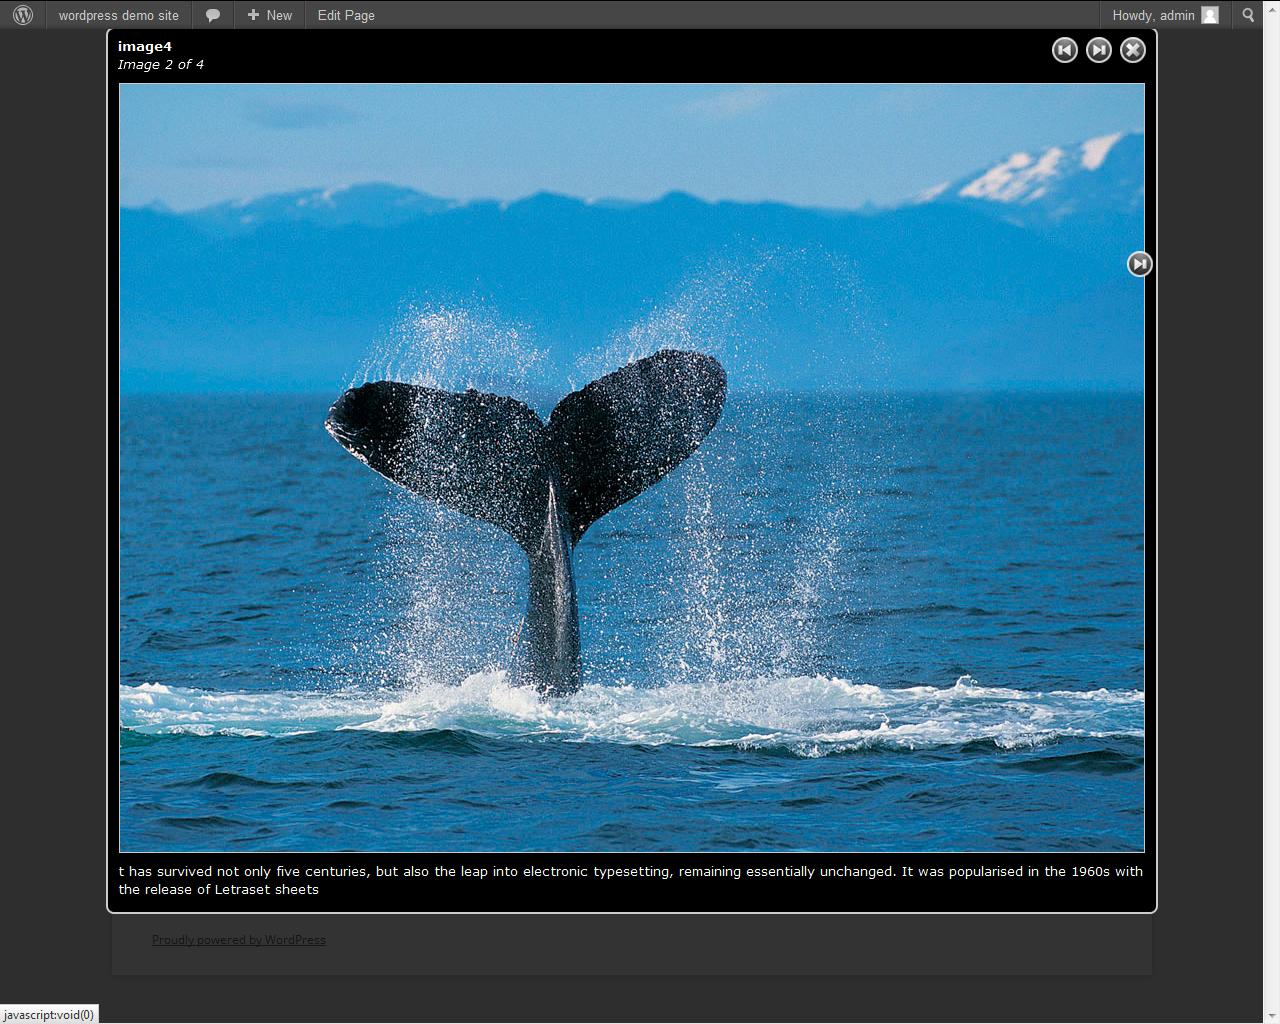 wordpress demo site
New
Edit Page
Howdy, admin
image4
Image 2 of 4
t has survived not only five centuries, but also the leap into electronic typesetting, remaining essentially unchanged. It was popularised in the 1960s with
the release of Letraset sheets
Proudly powered by WordPress
javascript:void(0)